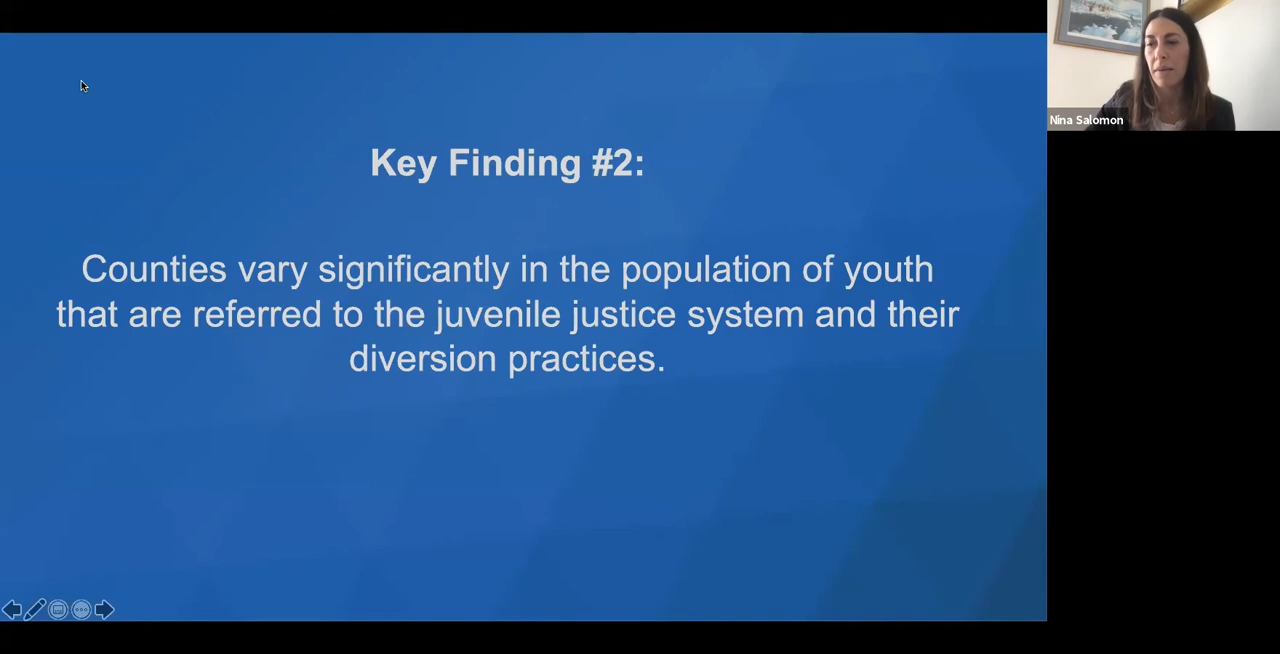 Key Finding #2:
Counties vary significantly in the population of youth
that are referred to the juvenile justice system and their
diversion practices.
Nina Salomon